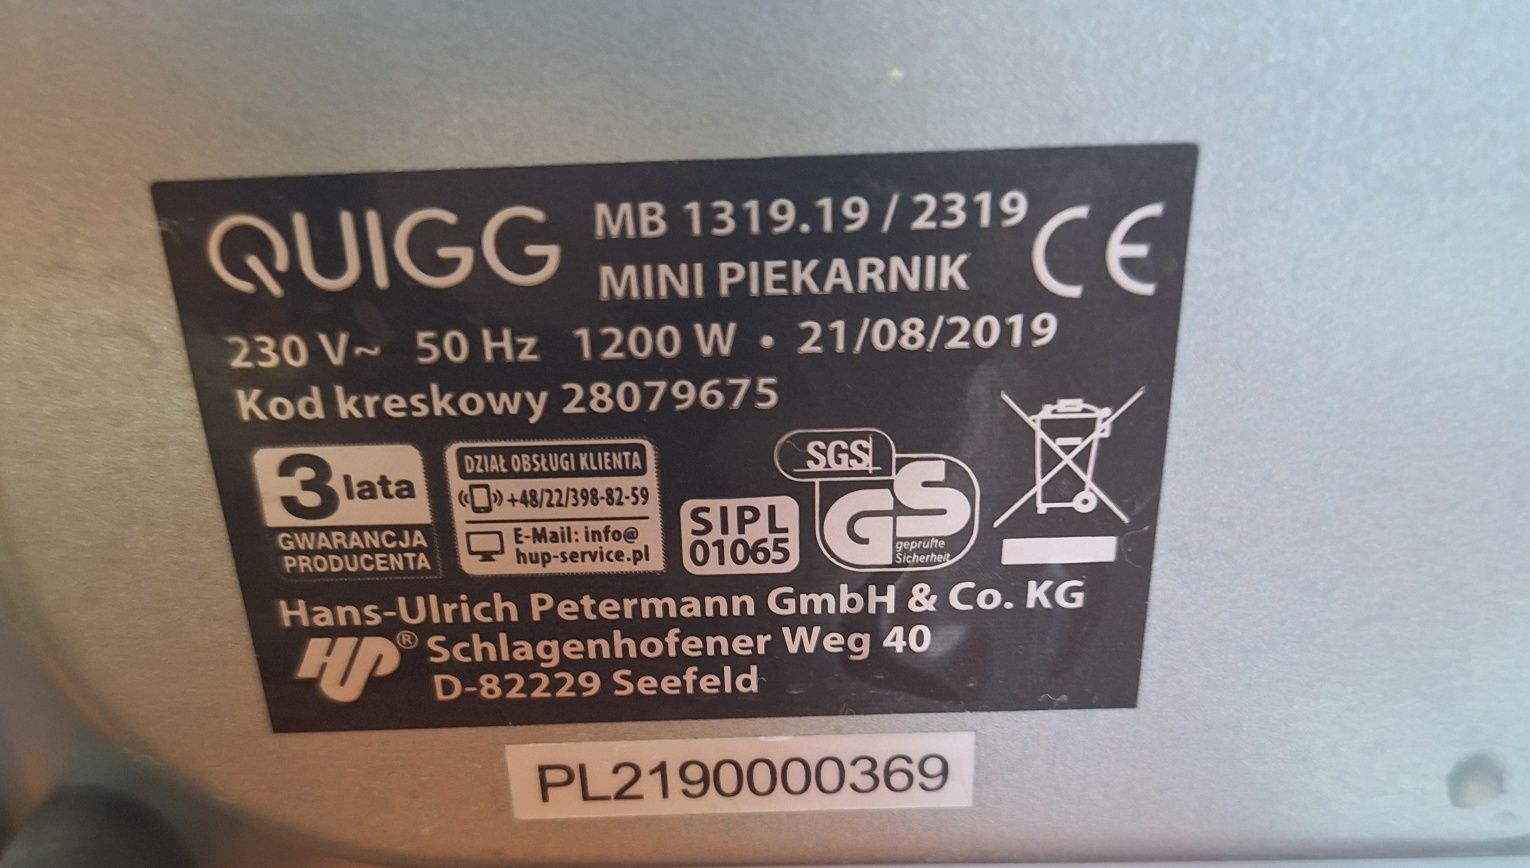 QUIGG MB 1319.19 / 2319 CE
MINI PIEKARNIK
230 V~ 50 Hz 1200 W • 21/08/2019
Kod kreskowy 28079675
3 lata
GWARANCJA
PRODUCENTA
DZIAŁ OBSŁUGI KLIENTA
+48/22/398-82-59
E-Mail: info@
hup-service.pl
SIPL
01065
SGS
GS
geprüfte
Sicherheit
Hans-Ulrich Petermann GmbH & Co. KG
HUP® Schlagenhofener Weg 40
D-82229 Seefeld
PL2190000369